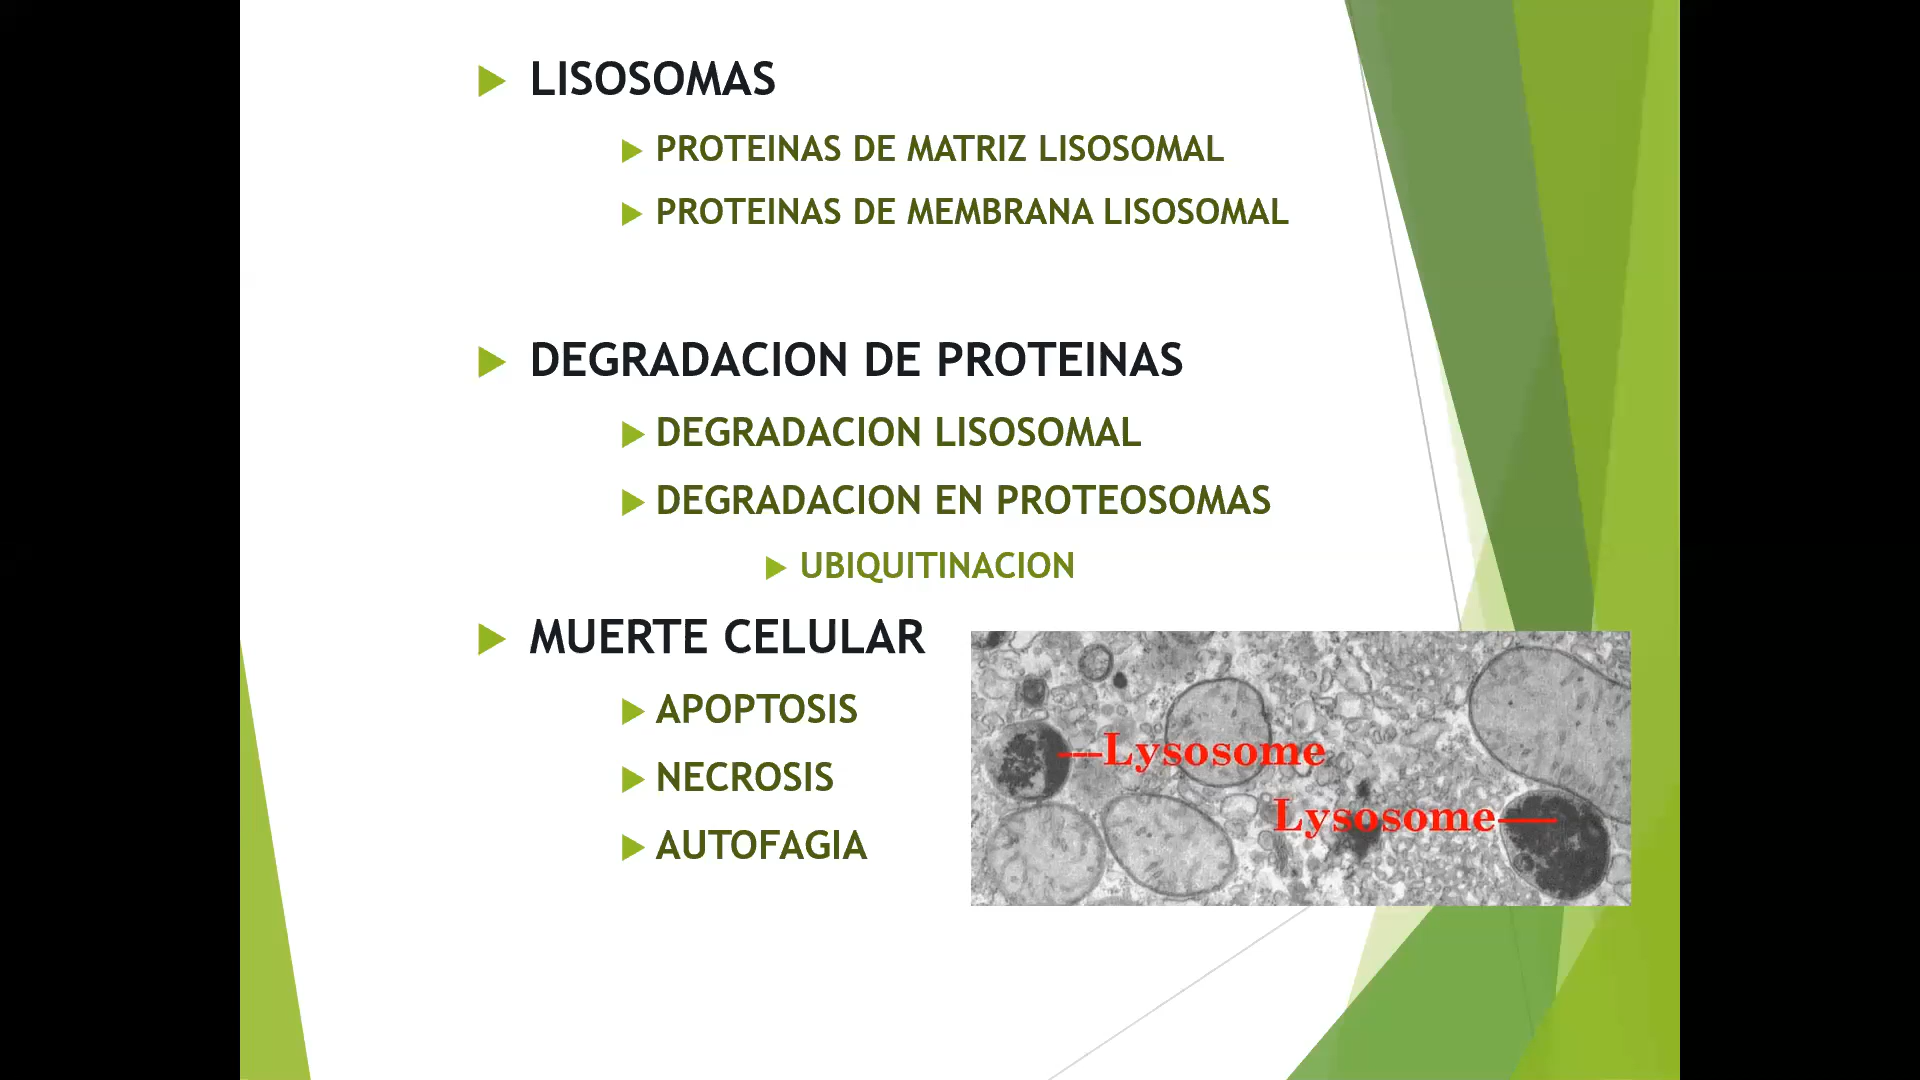 LISOSOMAS
PROTEINAS DE MATRIZ LISOSOMAL
PROTEINAS DE MEMBRANA LISOSOMAL
DEGRADACION DE PROTEINAS
DEGRADACION LISOSOMAL
DEGRADACION EN PROTEOSOMAS
UBIQUITINACION
MUERTE CELULAR
APOPTOSIS
NECROSIS
AUTOFAGIA
Lysosome
Lysosome